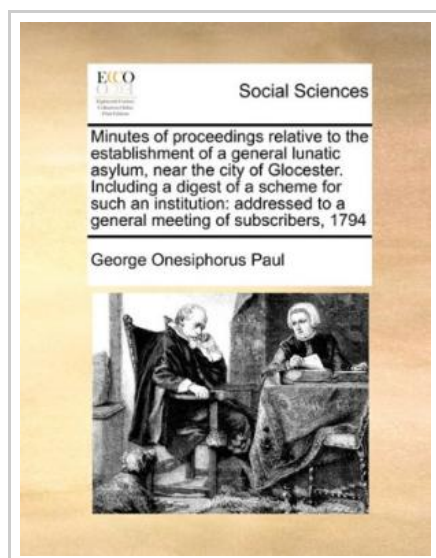 ECCO
Social Sciences
Minutes of proceedings relative to the
establishment of a general lunatic
asylum, near the city of Glocester.
Including a digest of a scheme for
such an institution: addressed to a
general meeting of subscribers, 1794
George Onesiphorus Paul